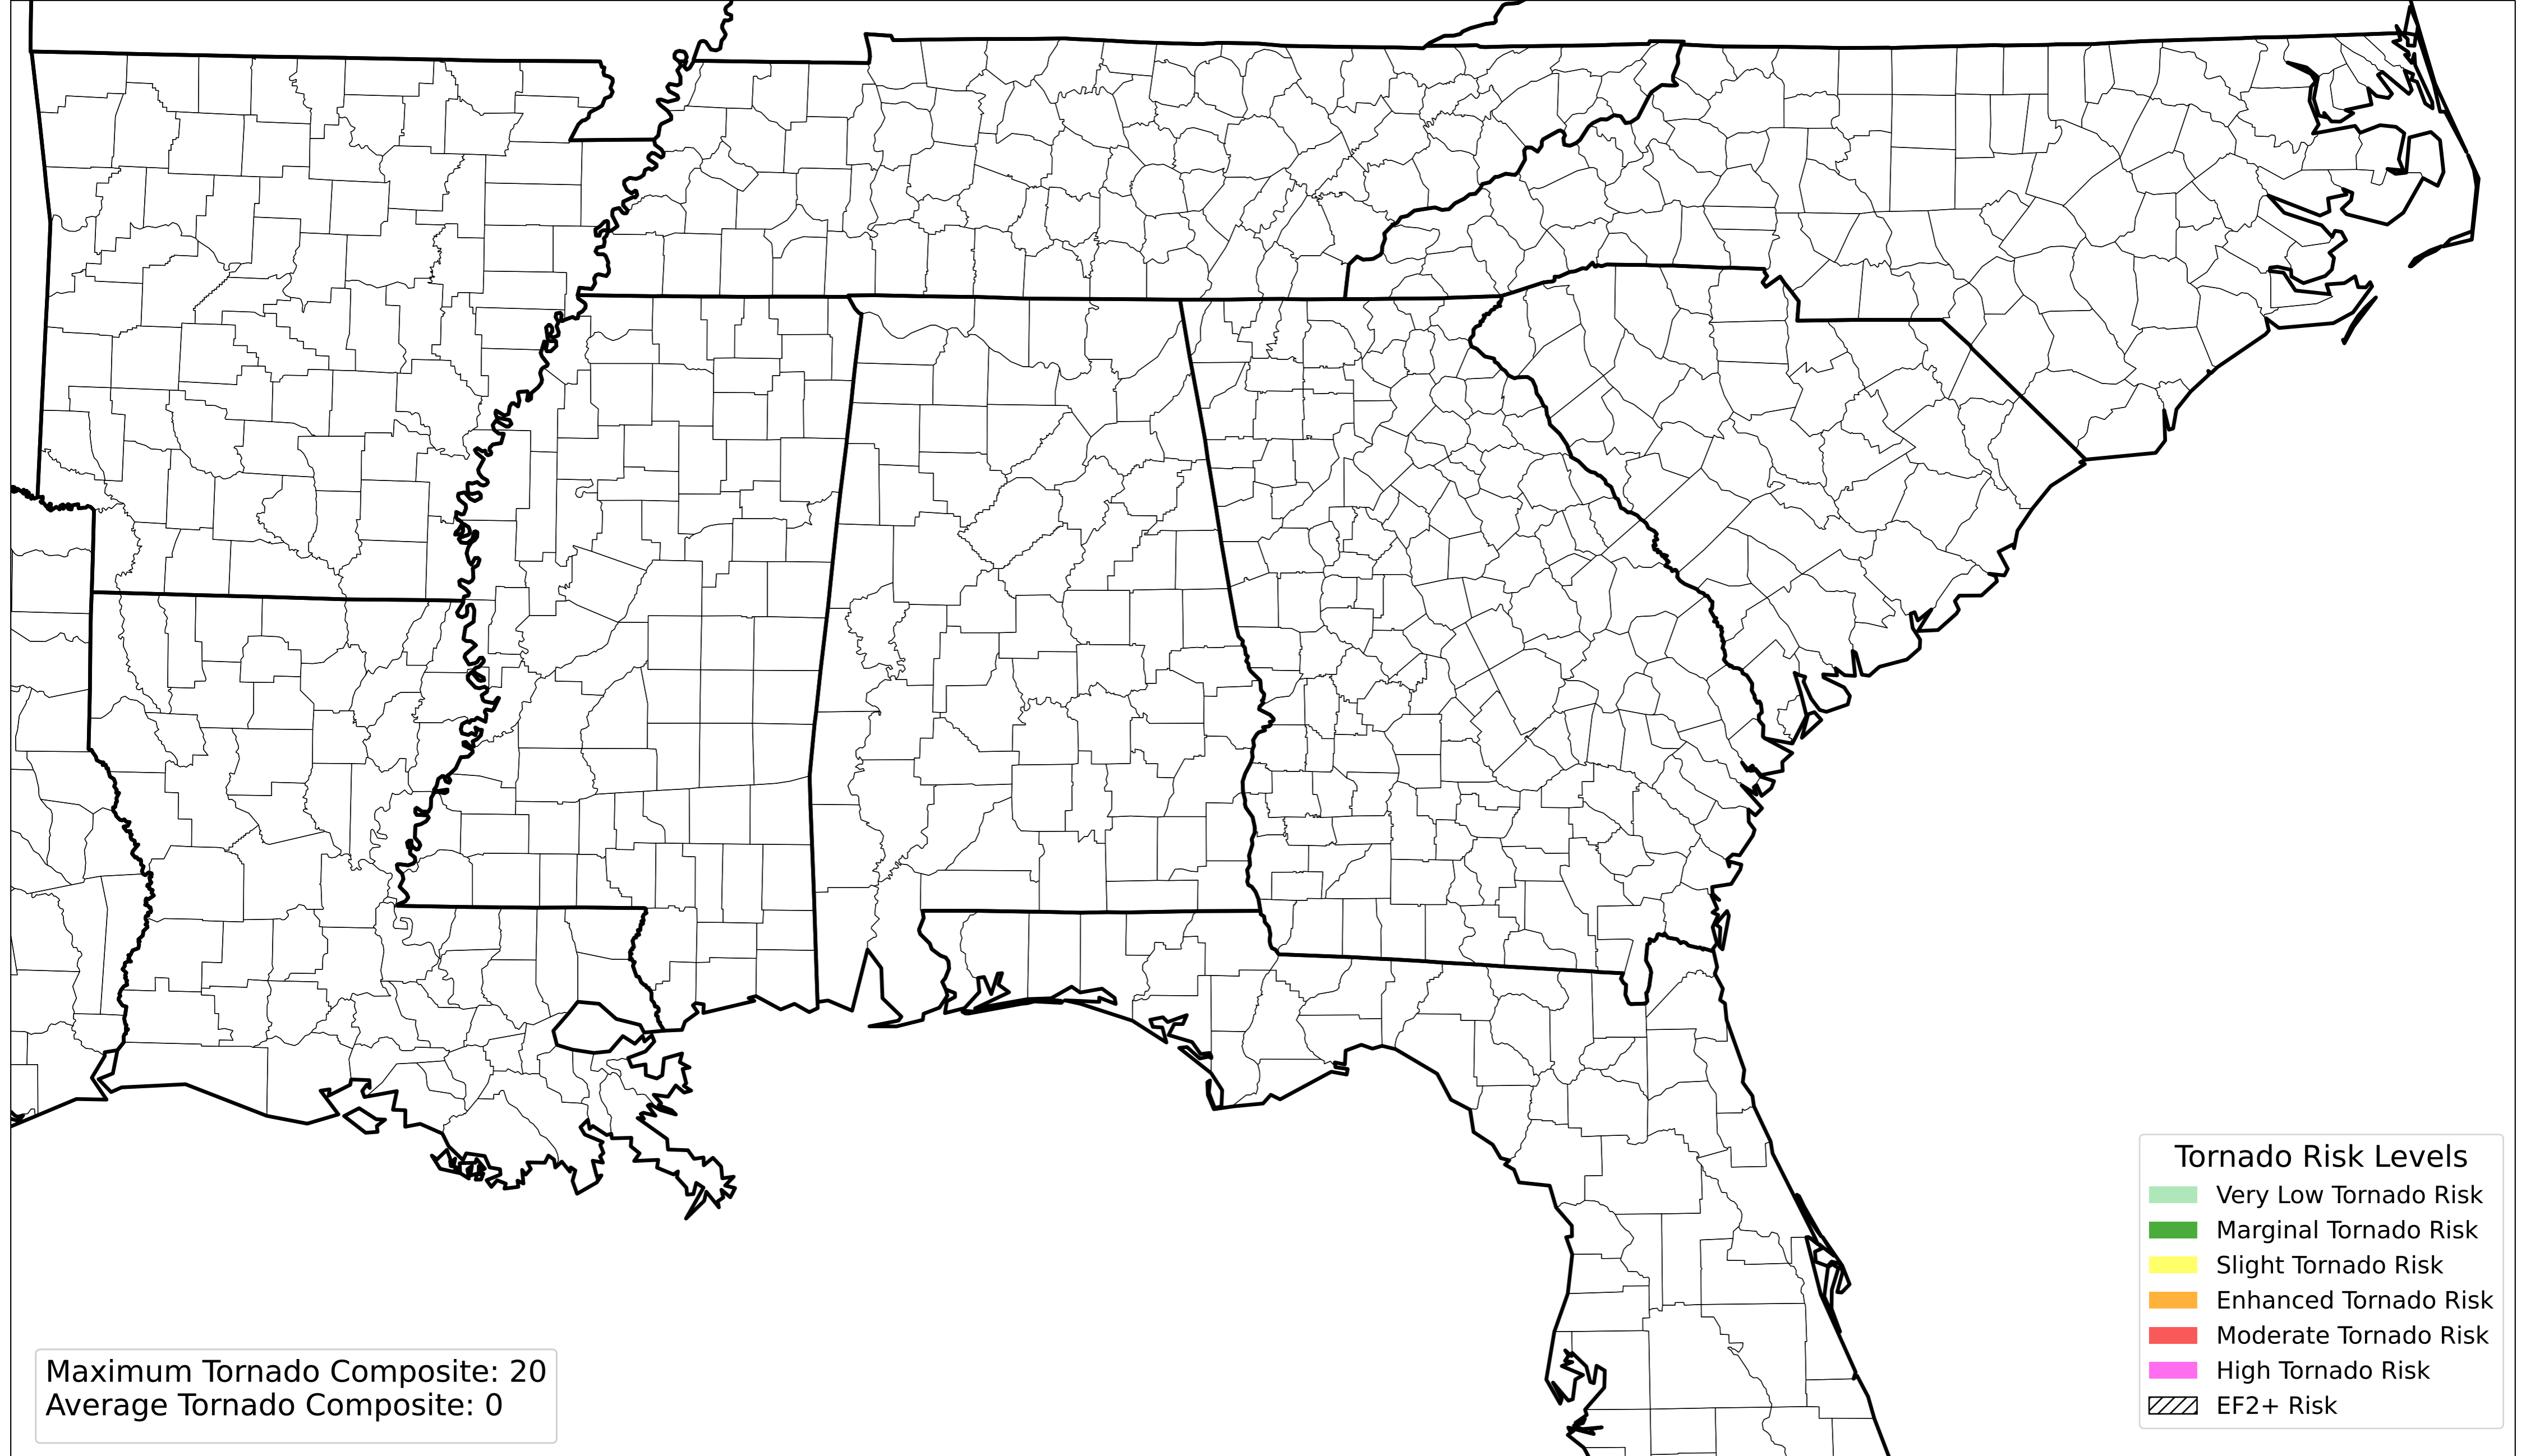 Tornado Risk Levels
Very Low Tornado Risk
Marginal Tornado Risk
Slight Tornado Risk
Enhanced Tornado Risk
Moderate Tornado Risk
High Tornado Risk
EF2+ Risk
Maximum Tornado Composite: 20
Average Tornado Composite: 0